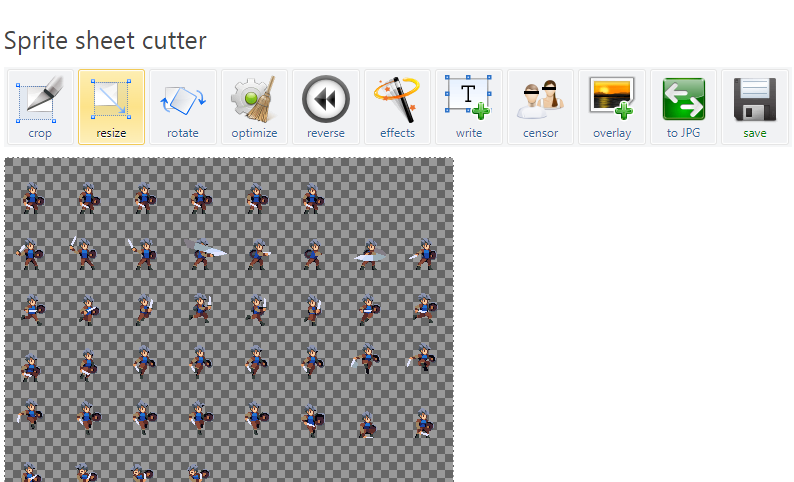 Sprite sheet cutter
crop resize rotate optimize reverse effects write censor overlay to JPG save
T